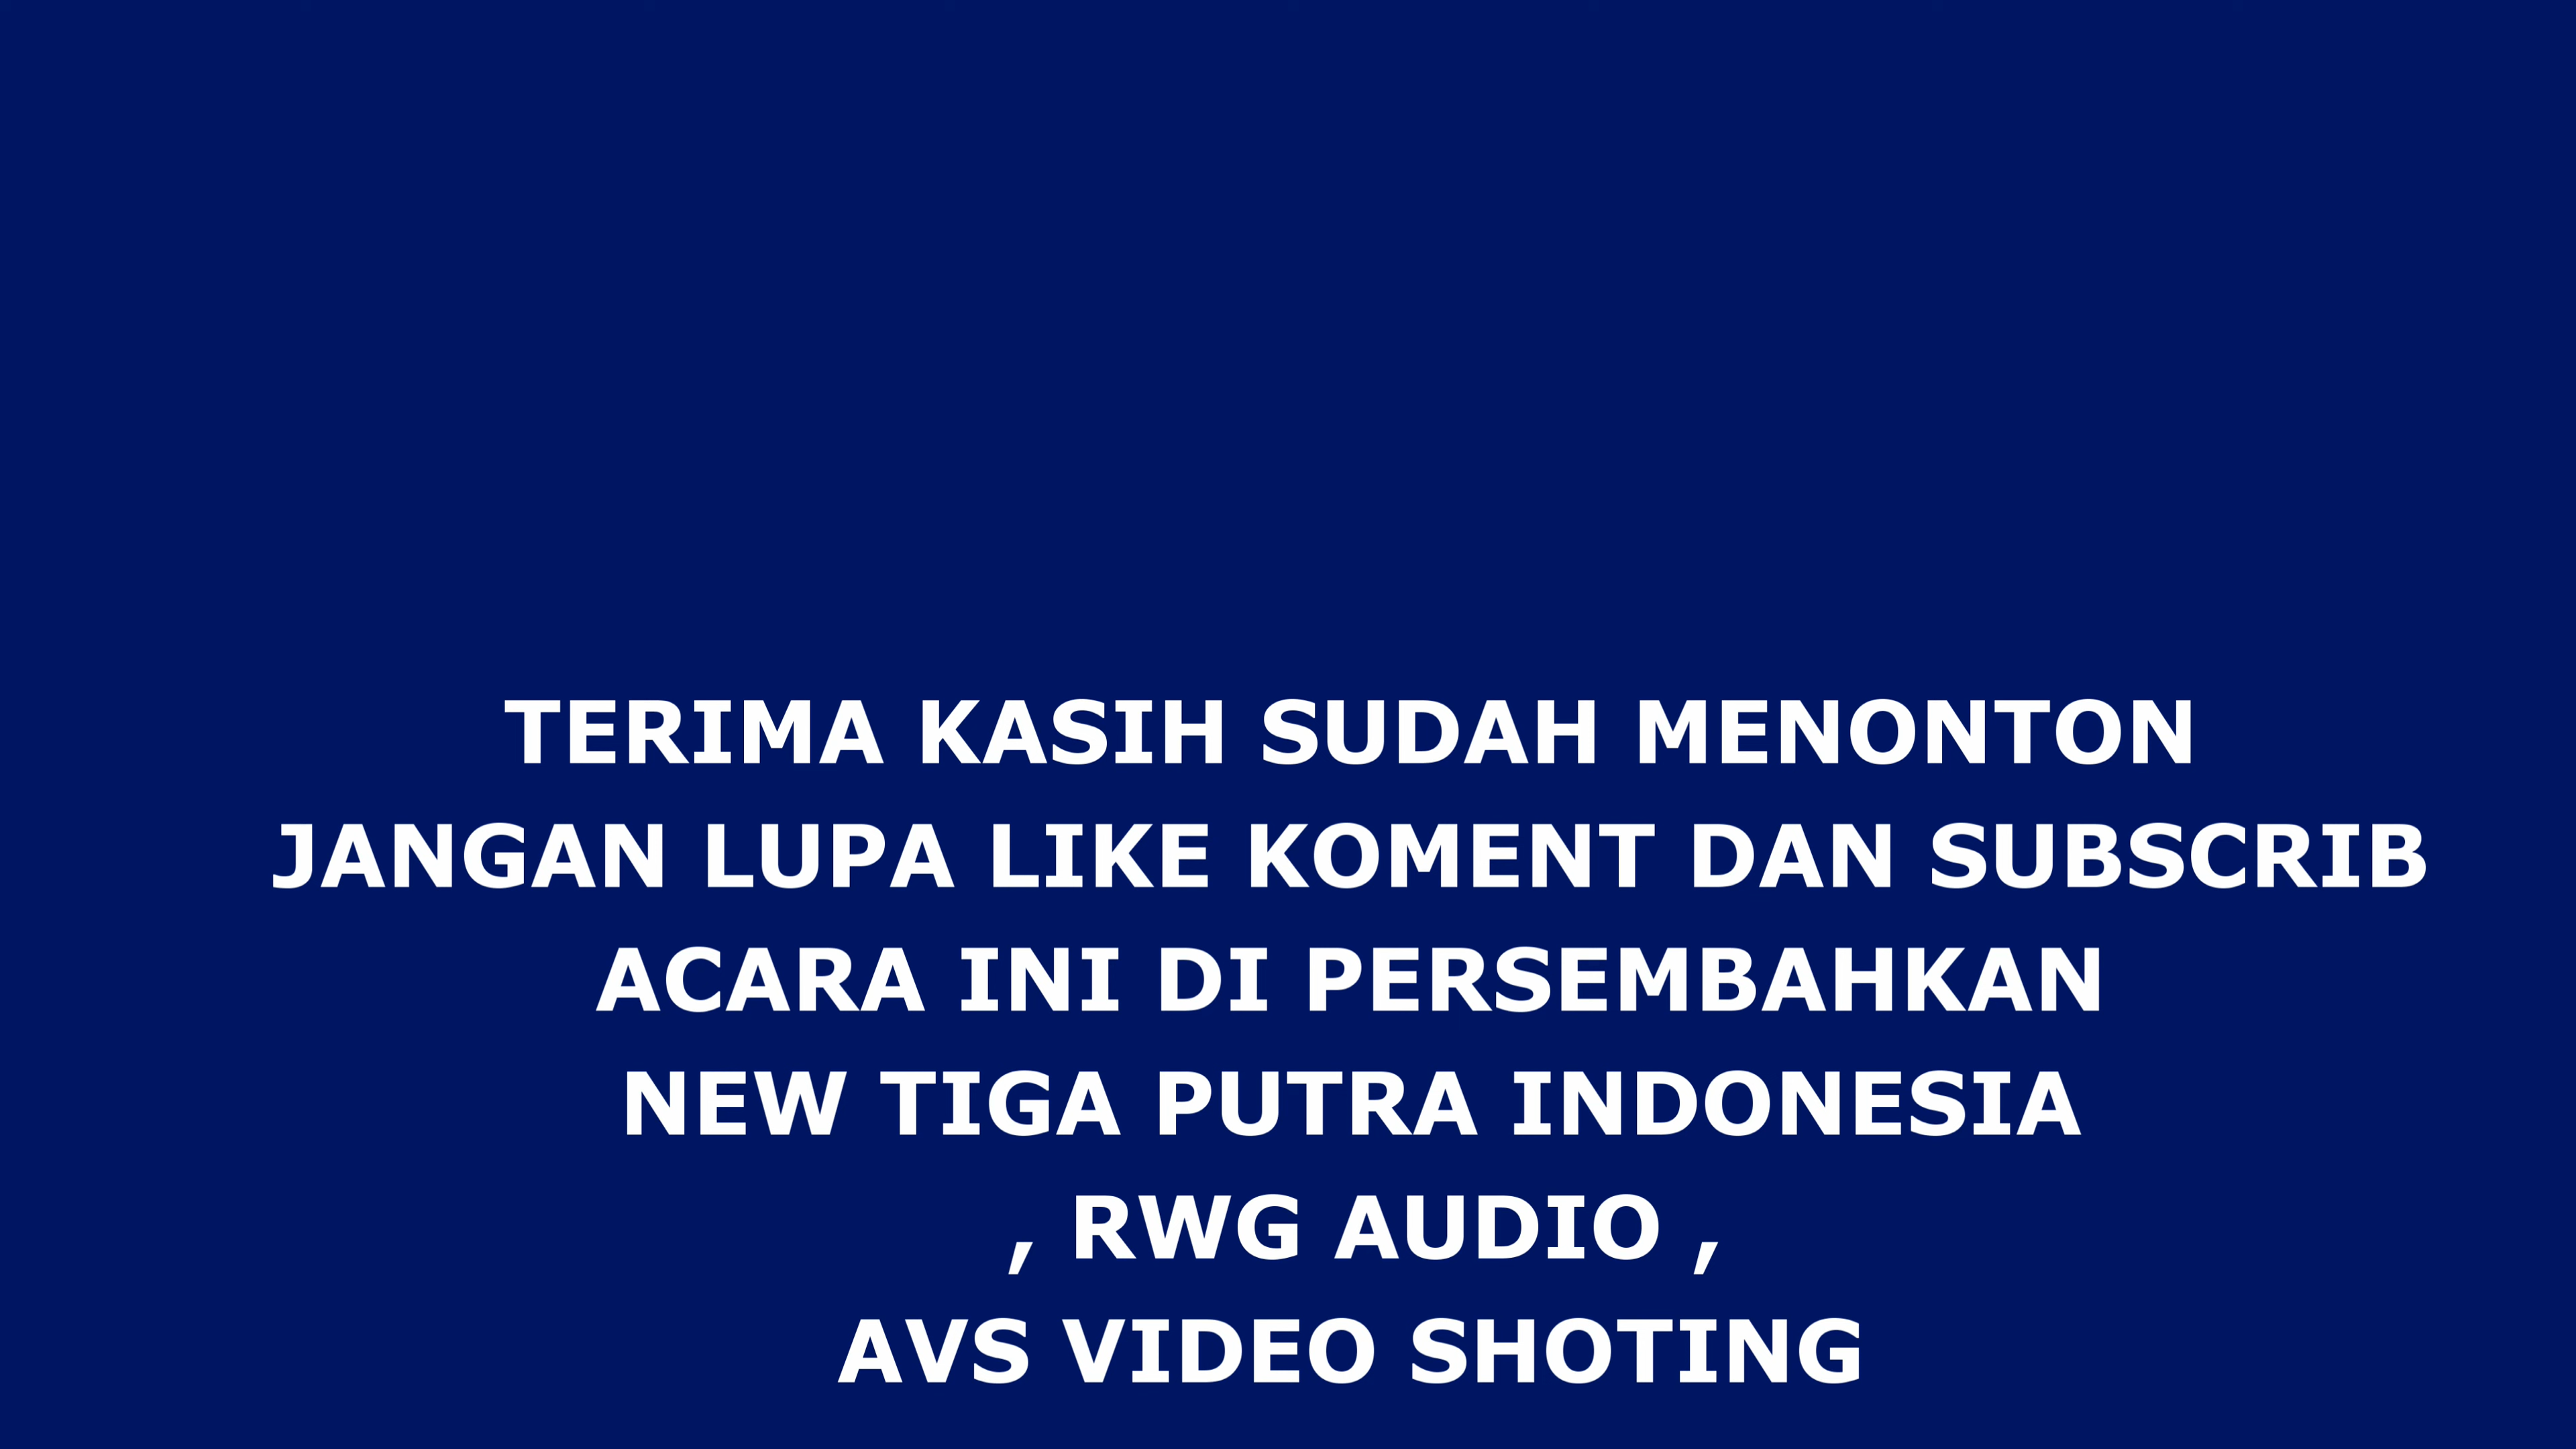 TERIMA KASIH SUDAH MENONTON
JANGAN LUPA LIKE KOMENT DAN SUBSCRIB
ACARA INI DI PERSEMBAHKAN
NEW TIGA PUTRA INDONESIA
, RWG AUDIO ,
AVS VIDEO SHOTING